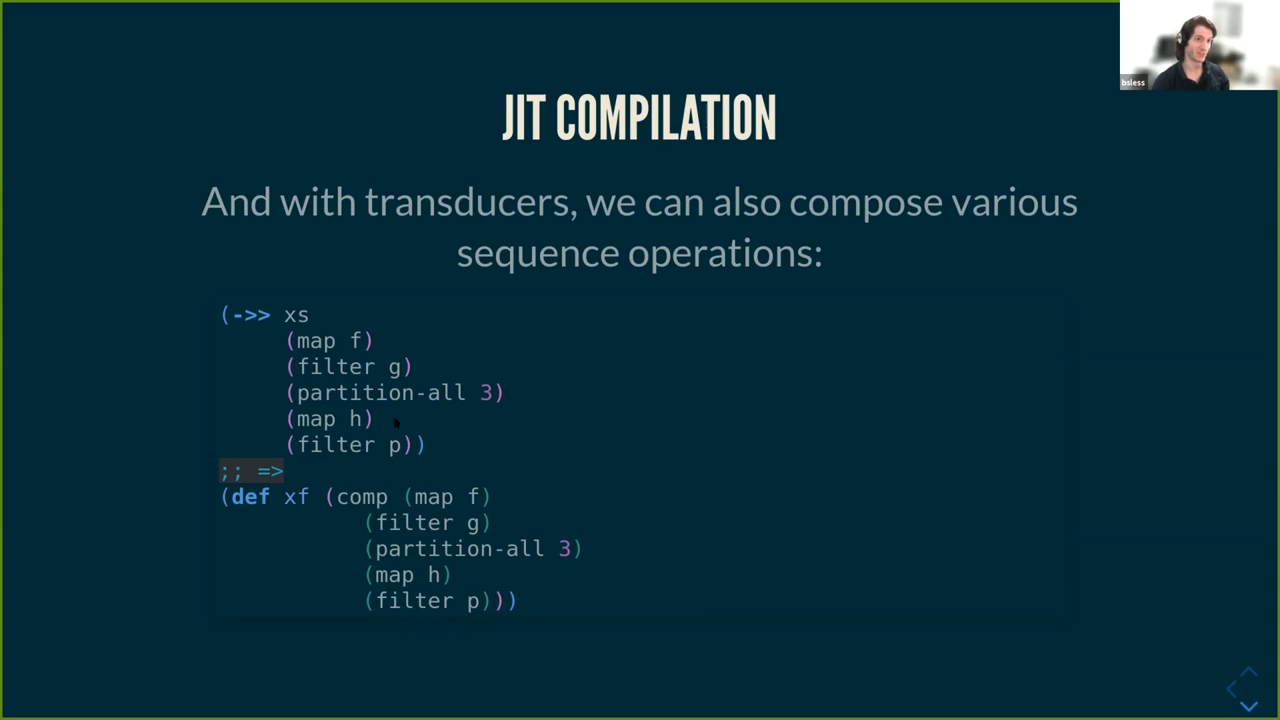 bsless
JIT COMPILATION
And with transducers, we can also compose various
sequence operations:
(->> xs
     (map f)
     (filter g)
     (partition-all 3)
     (map h)
     (filter p))
;; =>
(def xf (comp (map f)
           (filter g)
           (partition-all 3)
           (map h)
           (filter p)))